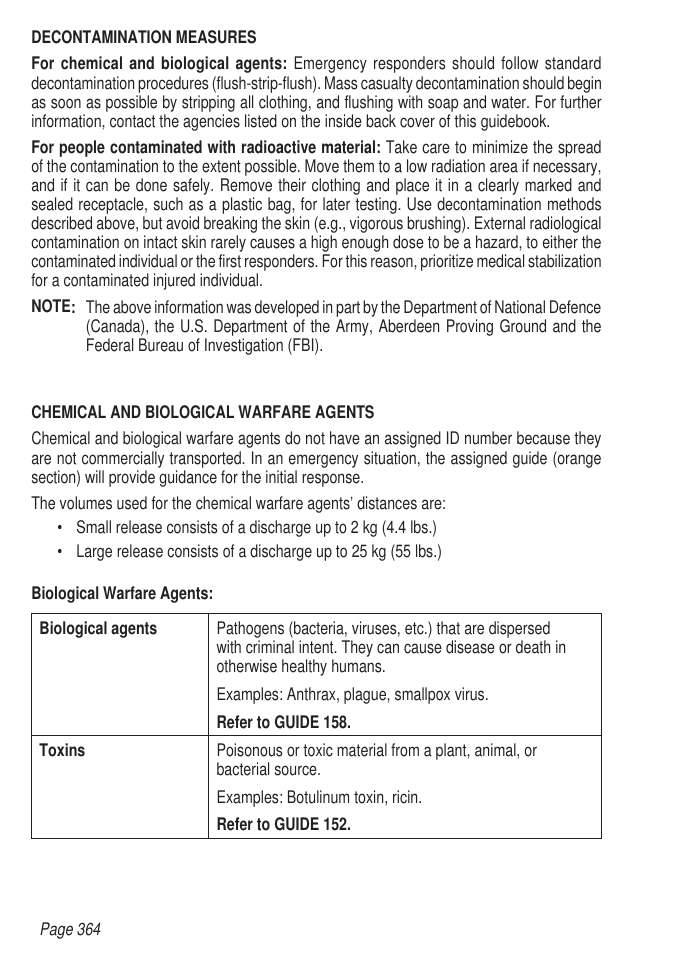 DECONTAMINATION MEASURES
For chemical and biological agents: Emergency responders should follow standard
decontamination procedures (flush-strip-flush). Mass casualty decontamination should begin
as soon as possible by stripping all clothing, and flushing with soap and water. For further
information, contact the agencies listed on the inside back cover of this guidebook.
For people contaminated with radioactive material: Take care to minimize the spread
of the contamination to the extent possible. Move them to a low radiation area if necessary,
and if it can be done safely. Remove their clothing and place it in a clearly marked and
sealed receptacle, such as a plastic bag, for later testing. Use decontamination methods
described above, but avoid breaking the skin (e.g., vigorous brushing). External radiological
contamination on intact skin rarely causes a high enough dose to be a hazard, to either the
contaminated individual or the first responders. For this reason, prioritize medical stabilization
for a contaminated injured individual.
NOTE: The above information was developed in part by the Department of National Defence
(Canada), the U.S. Department of the Army, Aberdeen Proving Ground and the
Federal Bureau of Investigation (FBI).
CHEMICAL AND BIOLOGICAL WARFARE AGENTS
Chemical and biological warfare agents do not have an assigned ID number because they
are not commercially transported. In an emergency situation, the assigned guide (orange
section) will provide guidance for the initial response.
The volumes used for the chemical warfare agents' distances are:
• Small release consists of a discharge up to 2 kg (4.4 lbs.)
• Large release consists of a discharge up to 25 kg (55 lbs.)
Biological Warfare Agents:
Biological agents
Pathogens (bacteria, viruses, etc.) that are dispersed
with criminal intent. They can cause disease or death in
otherwise healthy humans.
Examples: Anthrax, plague, smallpox virus.
Refer to GUIDE 158.
Toxins
Poisonous or toxic material from a plant, animal, or
bacterial source.
Examples: Botulinum toxin, ricin.
Refer to GUIDE 152.
Page 364